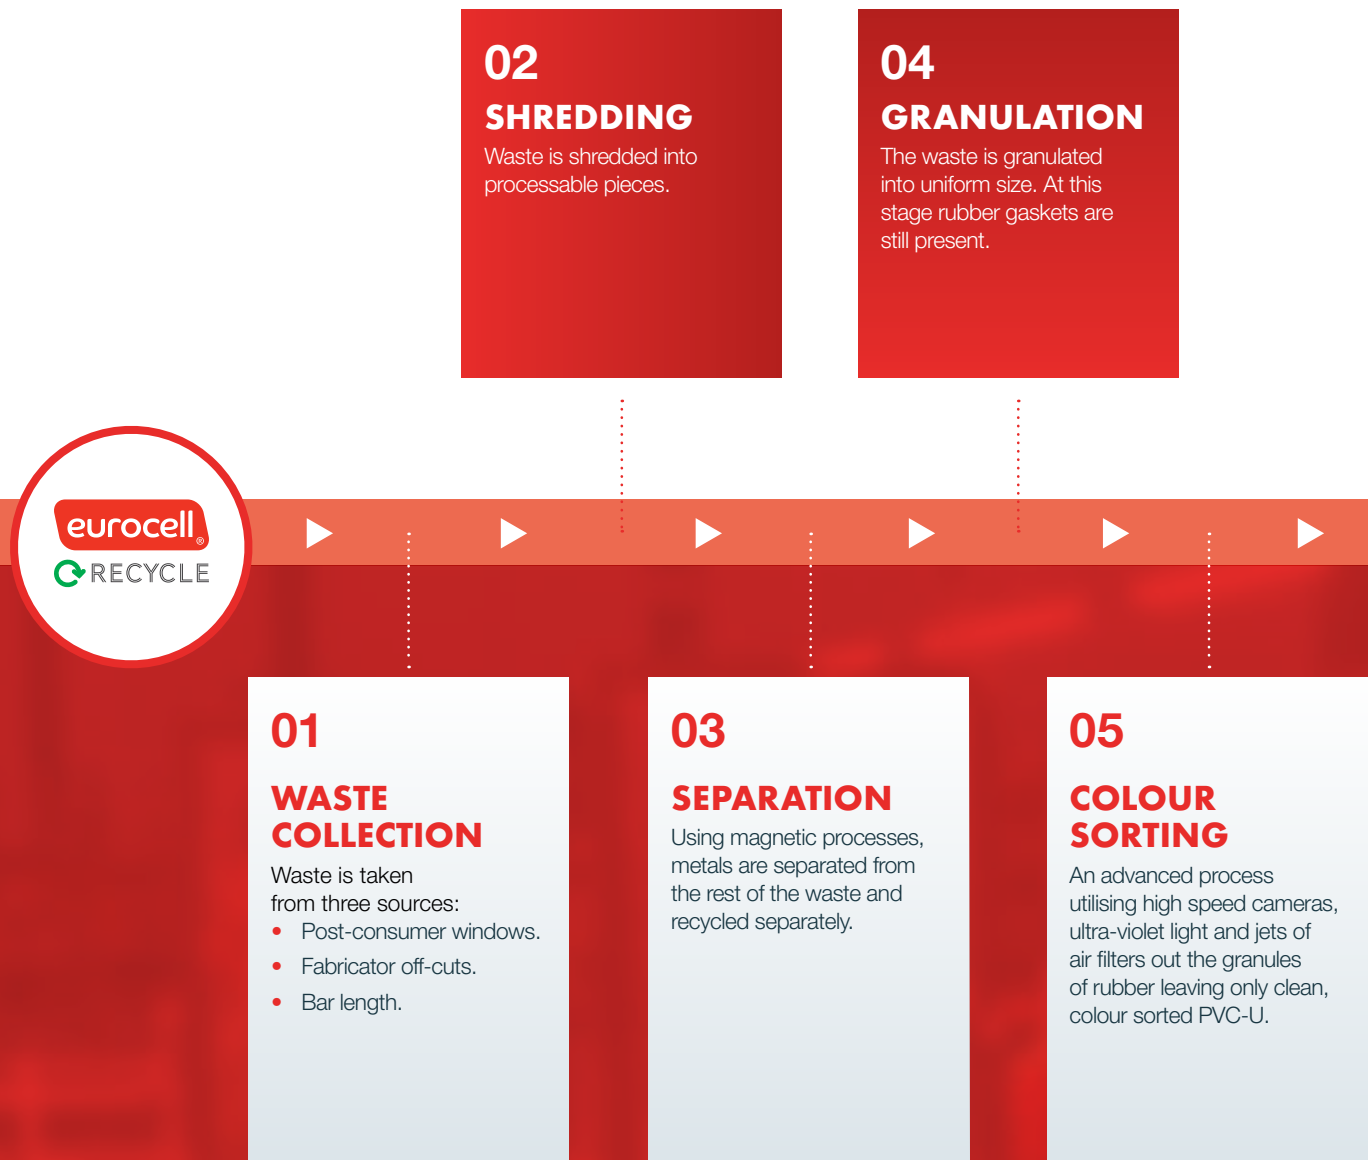 02
SHREDDING
Waste is shredded into
processable pieces.
04
GRANULATION
The waste is granulated
into uniform size. At this
stage rubber gaskets are
still present.
eurocell®
RECYCLE
01
WASTE
COLLECTION
Waste is taken
from three sources:
• Post-consumer windows.
• Fabricator off-cuts.
• Bar length.
03
SEPARATION
Using magnetic processes,
metals are separated from
the rest of the waste and
recycled separately.
05
COLOUR
SORTING
An advanced process
utilising high speed cameras,
ultra-violet light and jets of
air filters out the granules
of rubber leaving only clean,
colour sorted PVC-U.